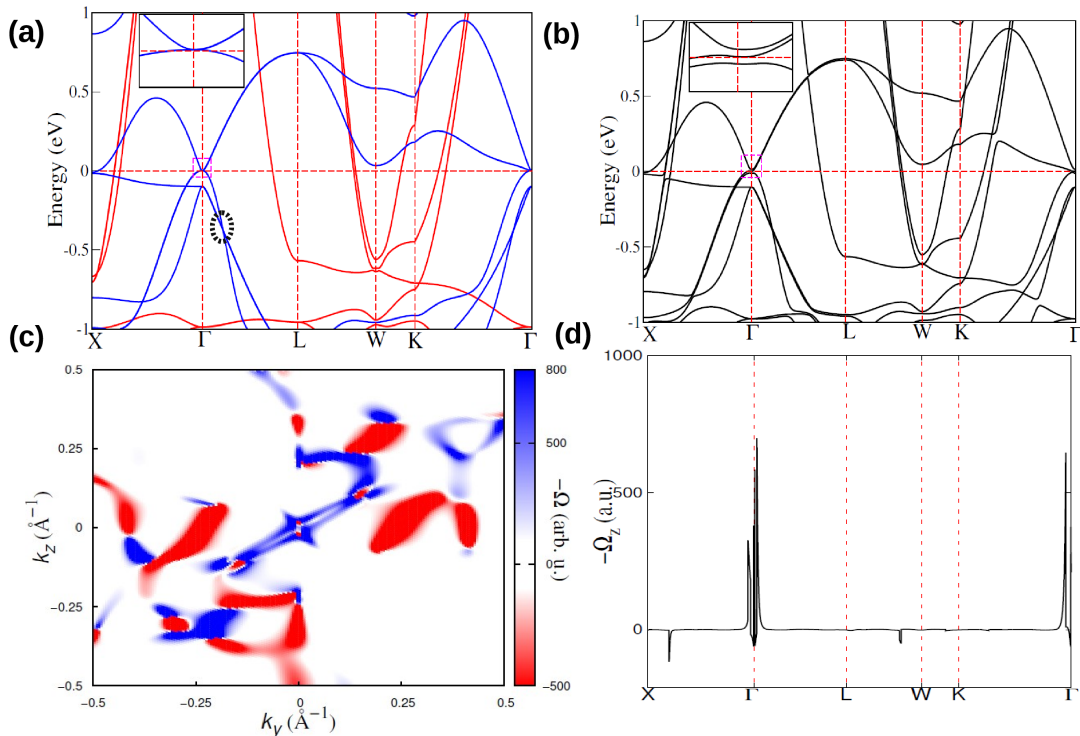 (a)
Energy (eV)
1
0.5
0
-0.5
-1
X Γ L W K Γ
(b)
Energy (eV)
1
0.5
0
-0.5
-1
X Γ L W K Γ
(c)
k_z (Å⁻¹)
0.5
0.25
0
−0.25
−0.5
−0.5 −0.25 0 0.25 0.5
k_y (Å⁻¹)
800
500
0
−500
−Ω (arb. u.)
(d)
-Ω_z (a.u.)
1000
500
0
X Γ L W K Γ